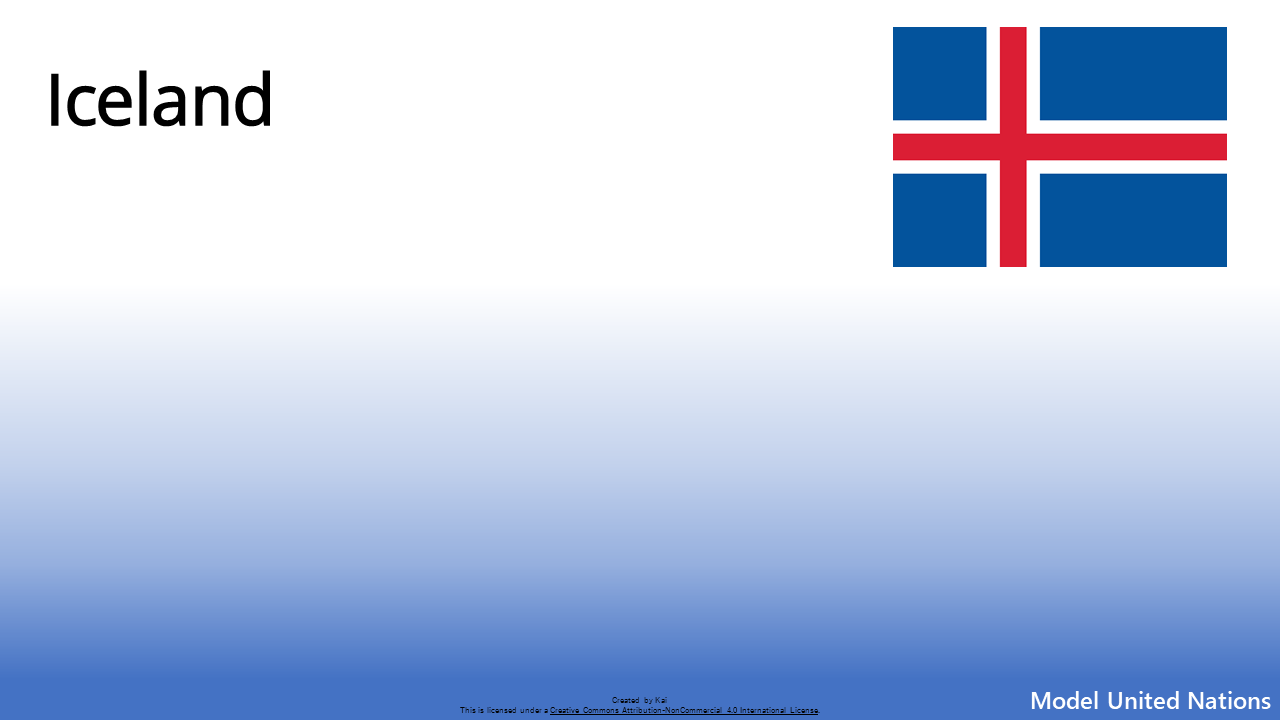 Iceland
Created by Kai
This is licensed under a Creative Commons Attribution-NonCommercial 4.0 International License.
Model United Nations